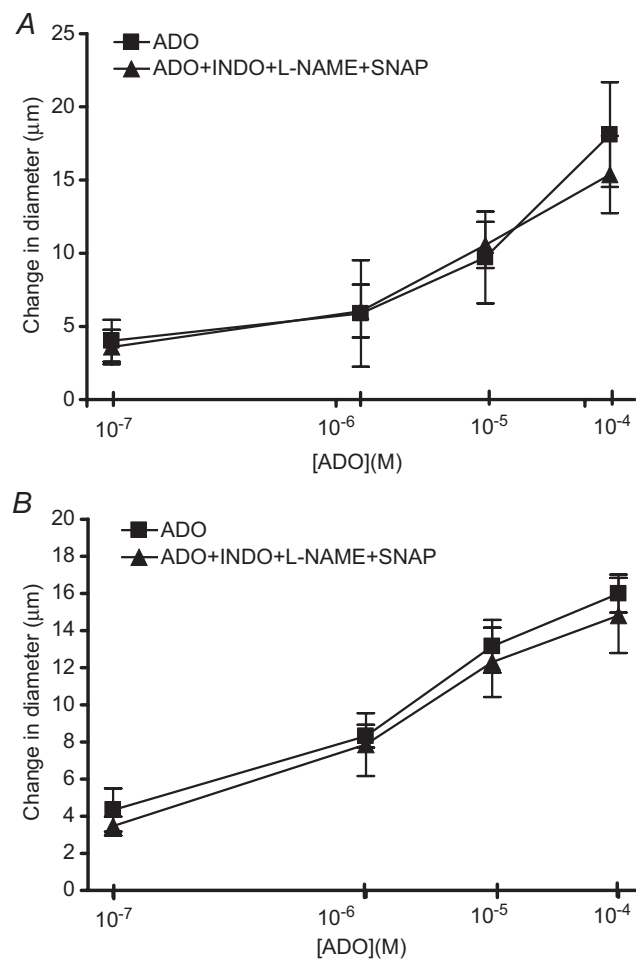 A
ADO
ADO+INDO+L-NAME+SNAP
Change in diameter (μm)
25
20
15
10
5
0
10-7
10-6
10-5
10-4
[ADO](M)
B
ADO
ADO+INDO+L-NAME+SNAP
Change in diameter (μm)
20
18
16
14
12
10
8
6
4
2
0
10-7
10-6
10-5
10-4
[ADO](M)